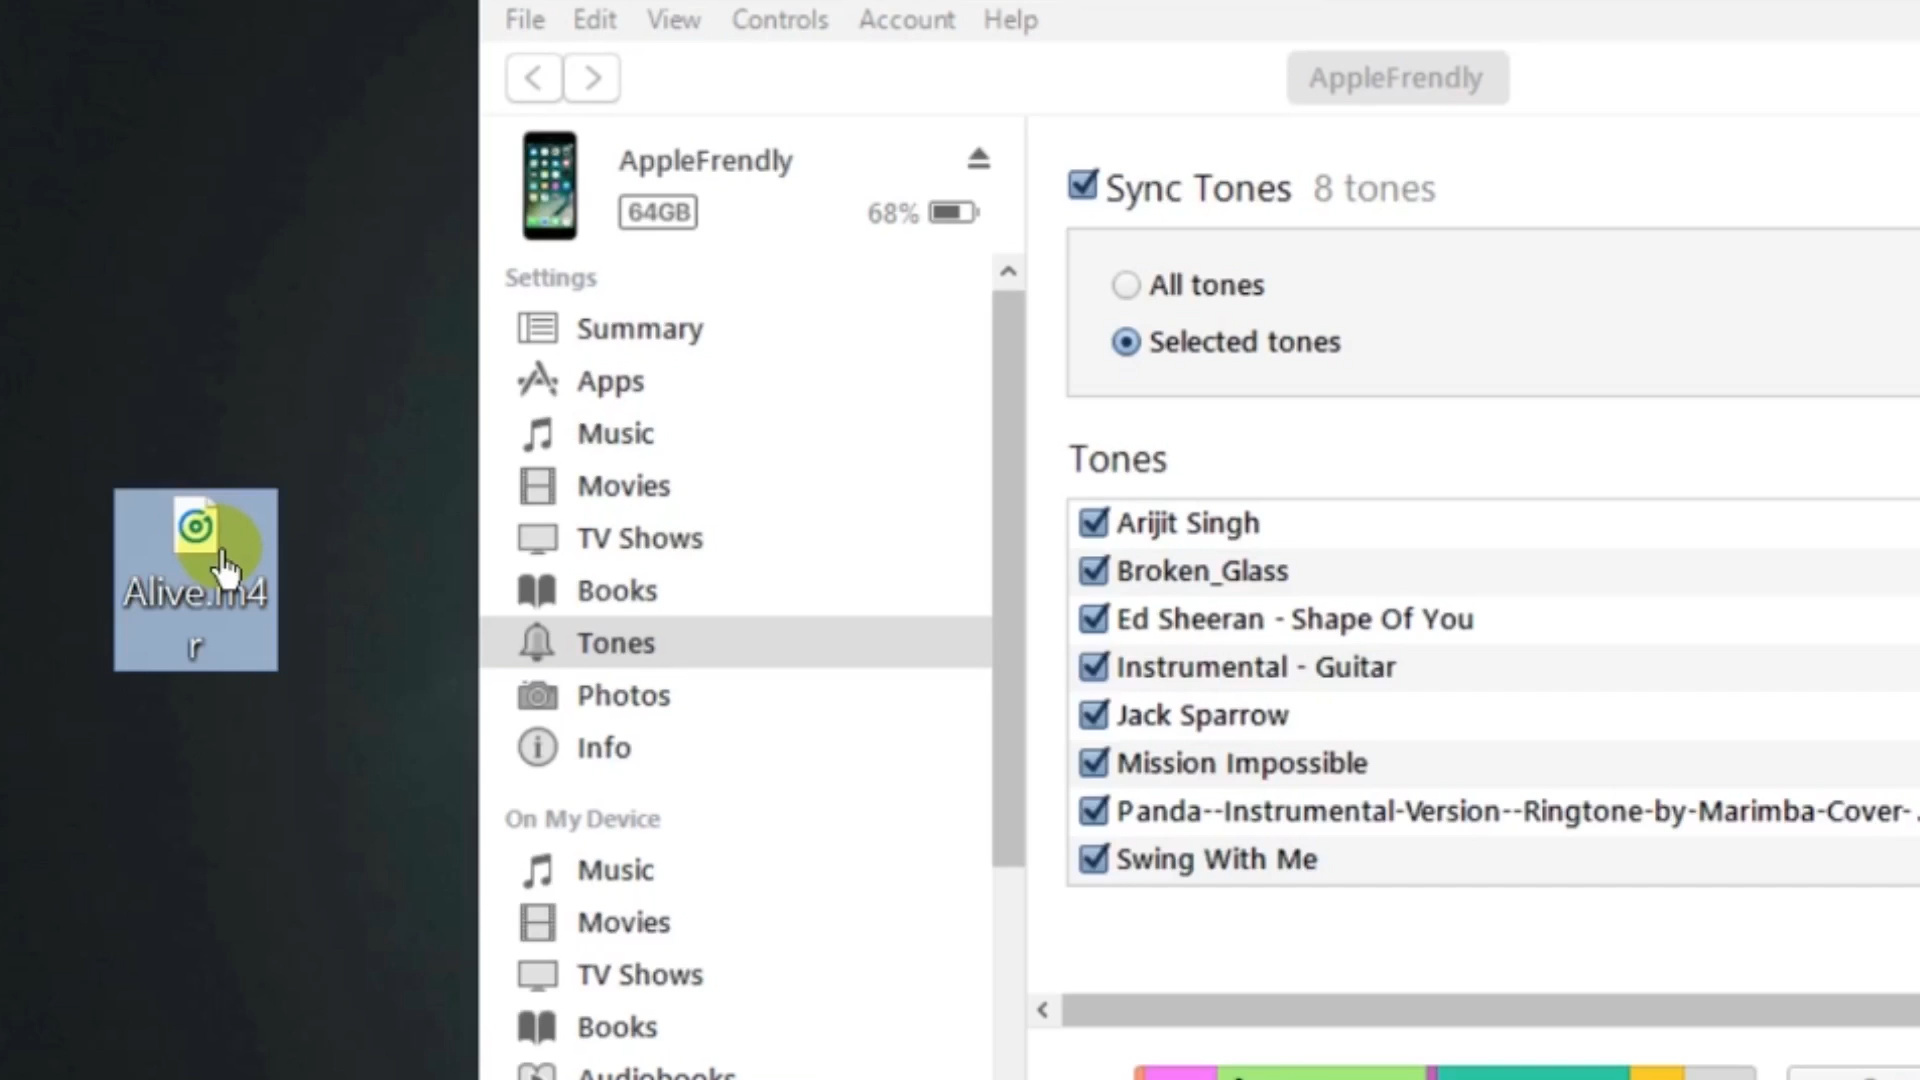 File Edit View Controls Account Help
AppleFrendly
AppleFrendly
64GB 68%
Settings
Summary
Apps
Music
Movies
TV Shows
Books
Tones
Photos
Info
On My Device
Music
Movies
TV Shows
Books
Audiobooks
Alive.m4
r
Sync Tones 8 tones
All tones
Selected tones
Tones
Arijit Singh
Broken_Glass
Ed Sheeran - Shape Of You
Instrumental - Guitar
Jack Sparrow
Mission Impossible
Panda--Instrumental-Version--Ringtone-by-Marimba-Cover-
Swing With Me